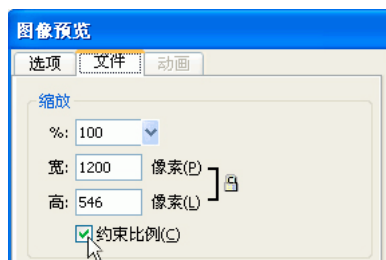 图像预览
选项 文件 动画
缩放
%: 100
宽: 1200 像素(P)
高: 546 像素(L)
约束比例(C)